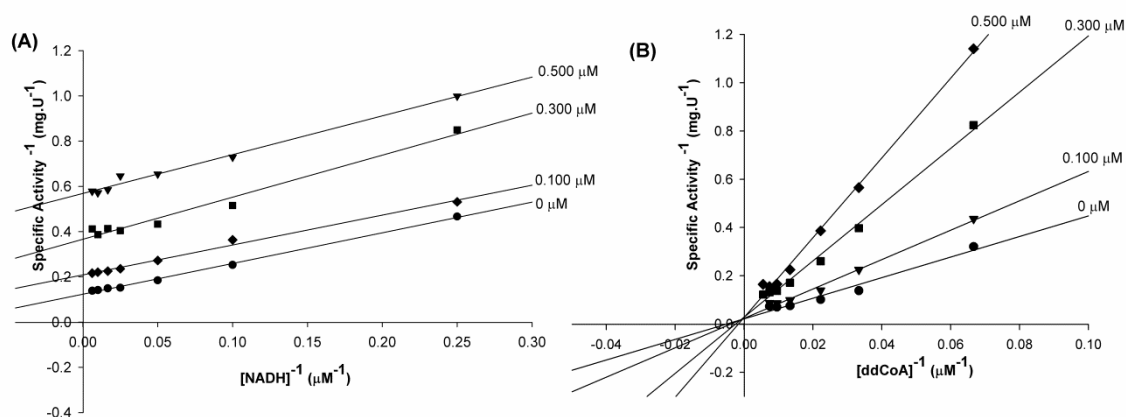 (A)
Specific Activity ⁻¹ (mg.U⁻¹)
1.2
1.0
0.8
0.6
0.4
0.2
0.0
-0.2
-0.4
0.00
0.05
0.10
0.15
0.20
0.25
0.30
[NADH]⁻¹ (μM⁻¹)
0.500 μM
0.300 μM
0.100 μM
0 μM
(B)
Specific Activity ⁻¹ (mg.U⁻¹)
1.2
1.0
0.8
0.6
0.4
0.2
0.0
-0.2
-0.04
-0.02
0.00
0.02
0.04
0.06
0.08
0.10
[ddCoA]⁻¹ (μM⁻¹)
0.500 μM
0.300 μM
0.100 μM
0 μM